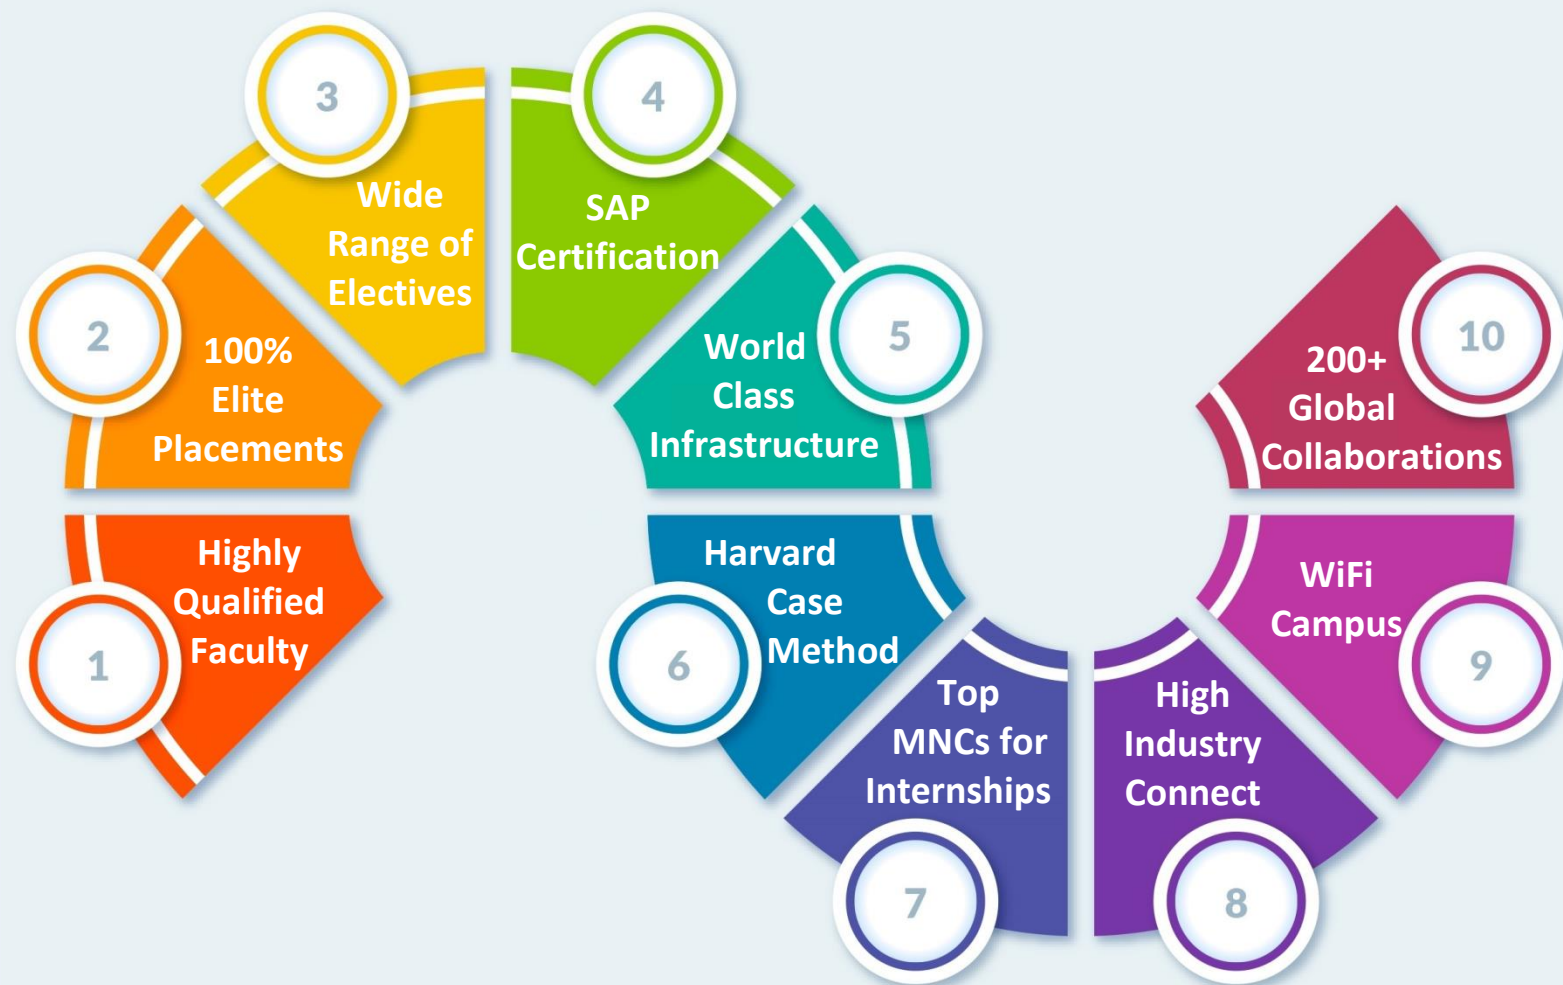 1
Highly
Qualified
Faculty
2
100%
Elite
Placements
3
Wide
Range of
Electives
4
SAP
Certification
5
World
Class
Infrastructure
6
Harvard
Case
Method
7
Top
MNCs for
Internships
8
High
Industry
Connect
9
WiFi
Campus
10
200+
Global
Collaborations